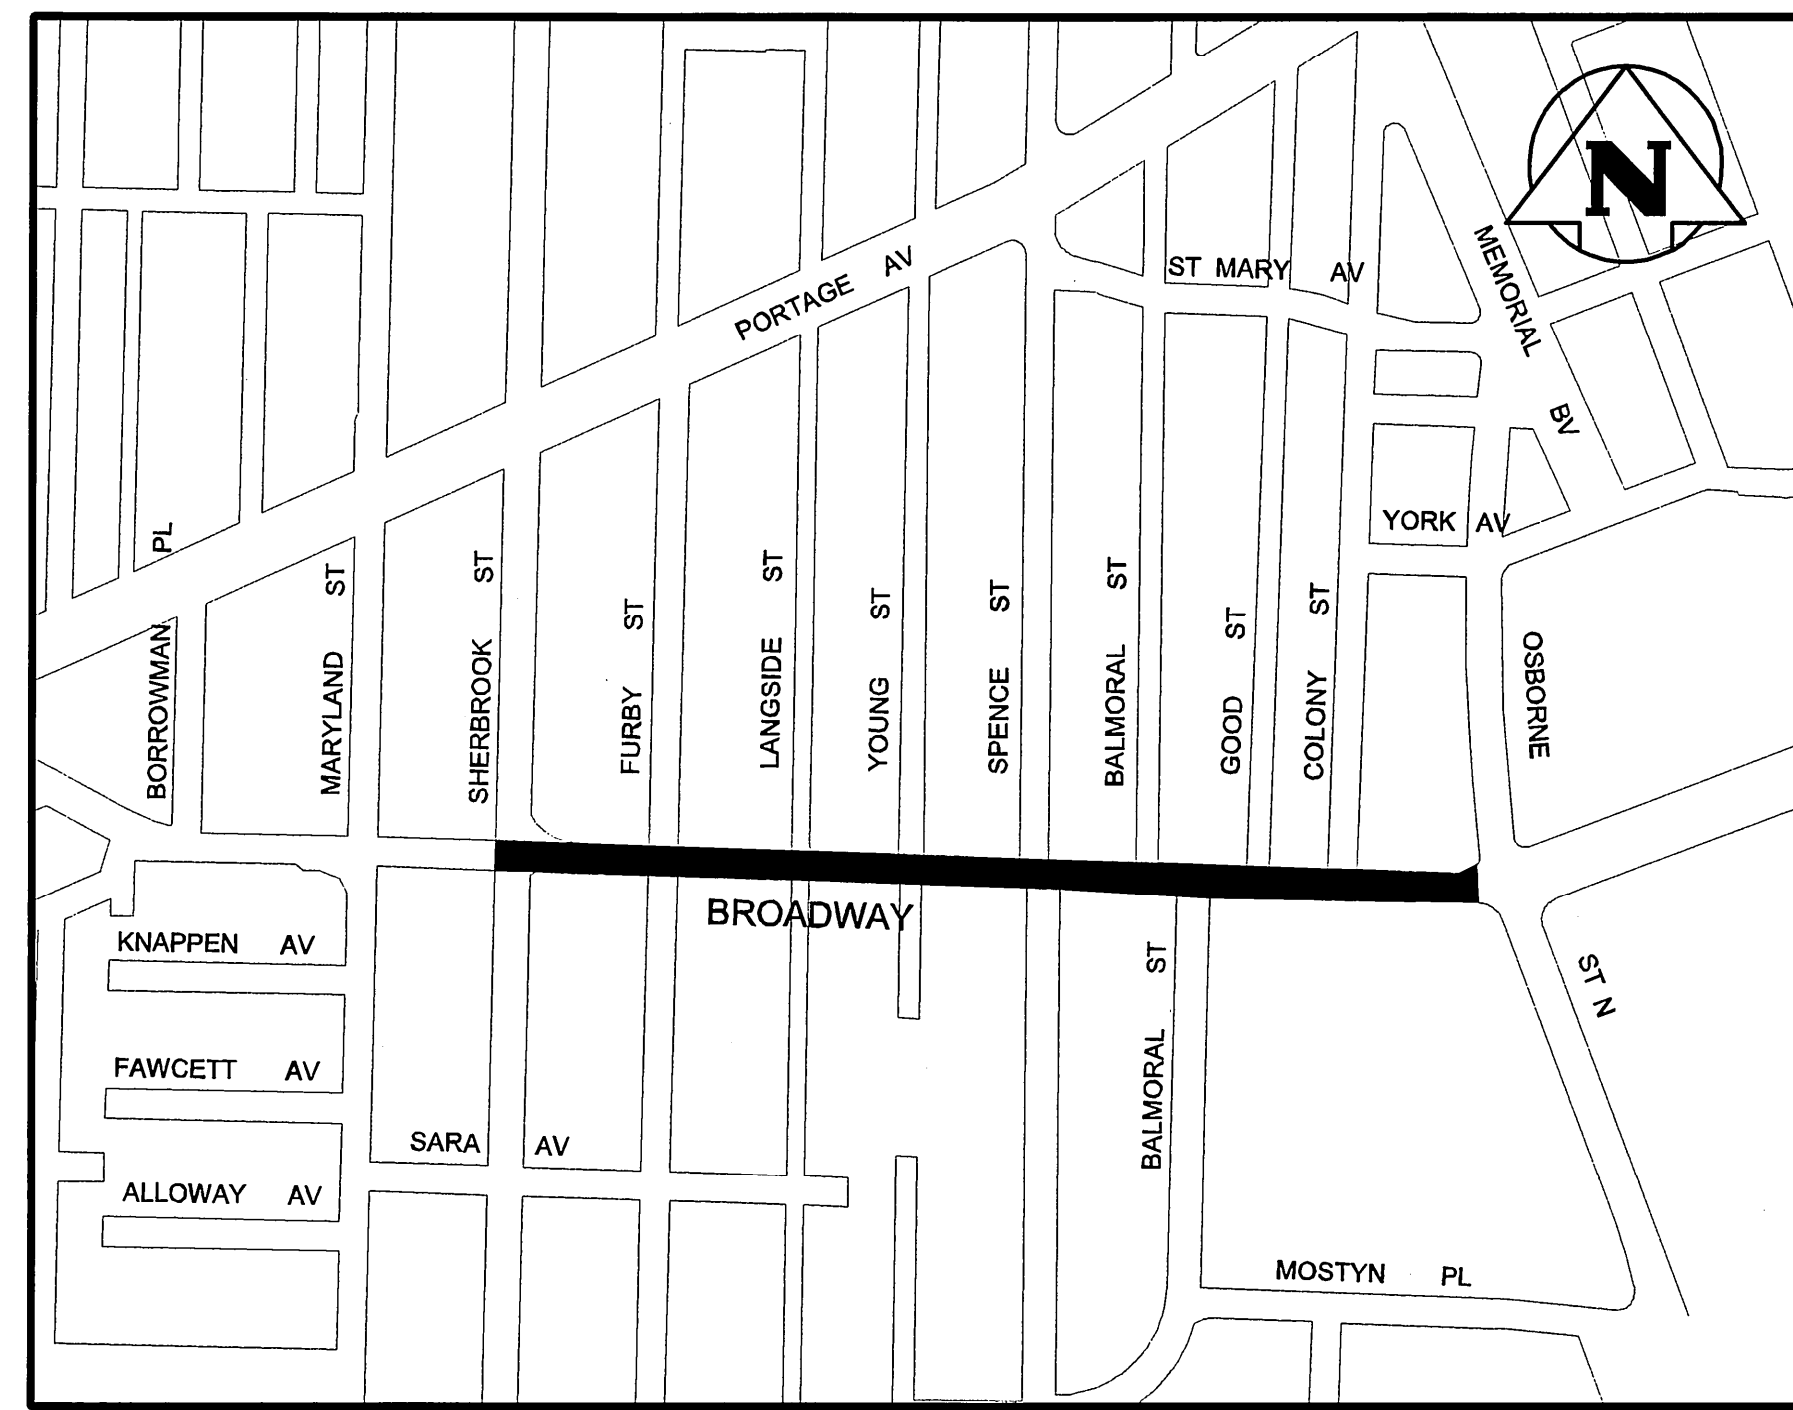 N
MEMORIAL BV
ST MARY AV
PORTAGE AV
YORK AV
BORROWMAN PL
MARYLAND ST
SHERBROOK ST
FURBY ST
LANGSIDE ST
YOUNG ST
SPENCE ST
BALMORAL ST
GOOD ST
COLONY ST
OSBORNE ST N
BROADWAY
KNAPPEN AV
FAWCETT AV
SARA AV
ALLOWAY AV
BALMORAL ST
MOSTYN PL